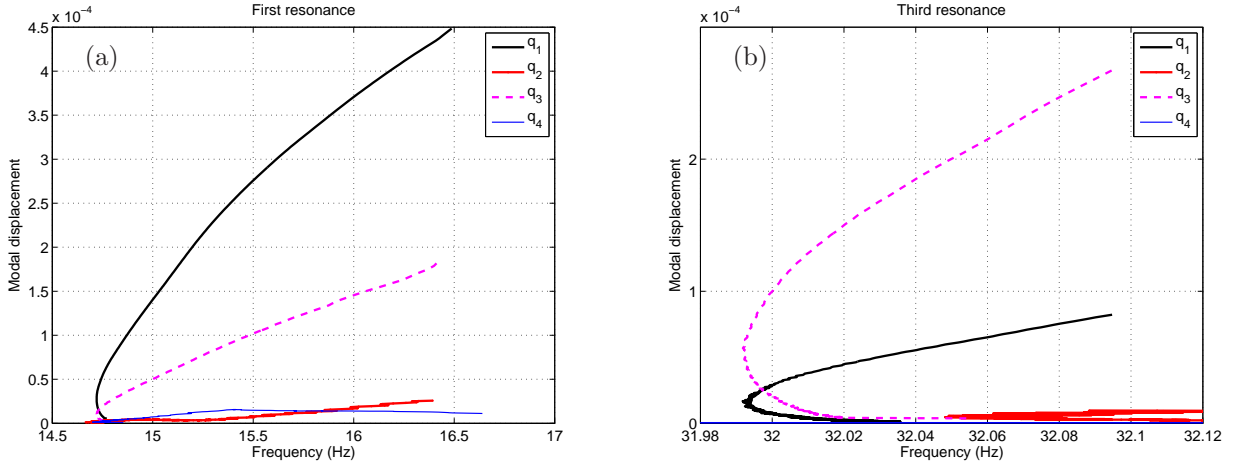 First resonance
x 10⁻⁴
(a)
q₁
q₂
q₃
q₄
Modal displacement
4.5
4
3.5
3
2.5
2
1.5
1
0.5
0
14.5 15 15.5 16 16.5 17
Frequency (Hz)
Third resonance
x 10⁻⁴
(b)
q₁
q₂
q₃
q₄
Modal displacement
2
1
0
31.98 32 32.02 32.04 32.06 32.08 32.1 32.12
Frequency (Hz)